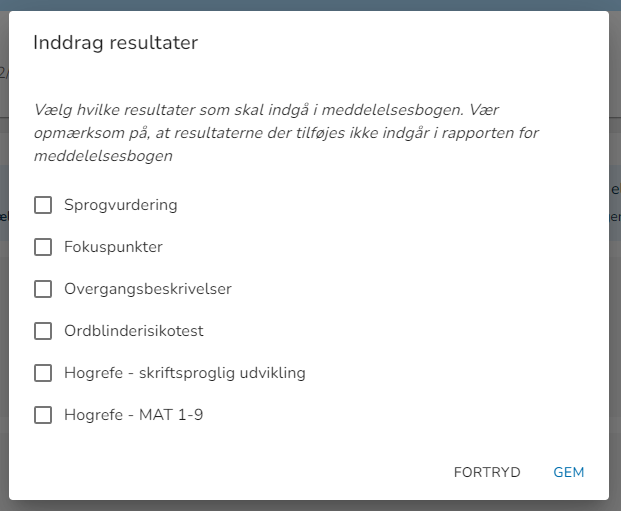 Inddrag resultater
Vælg hvilke resultater som skal indgå i meddelelsesbogen. Vær
opmærksom på, at resultaterne der tilføjes ikke indgår i rapporten for
meddelelsesbogen
Sprogvurdering
Fokuspunkter
Overgangsbeskrivelser
Ordblinderisikotest
Hogrefe - skriftsproglig udvikling
Hogrefe - MAT 1-9
FORTRYD GEM